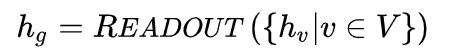 h_g = READOUT ({h_v|v ∈ V})